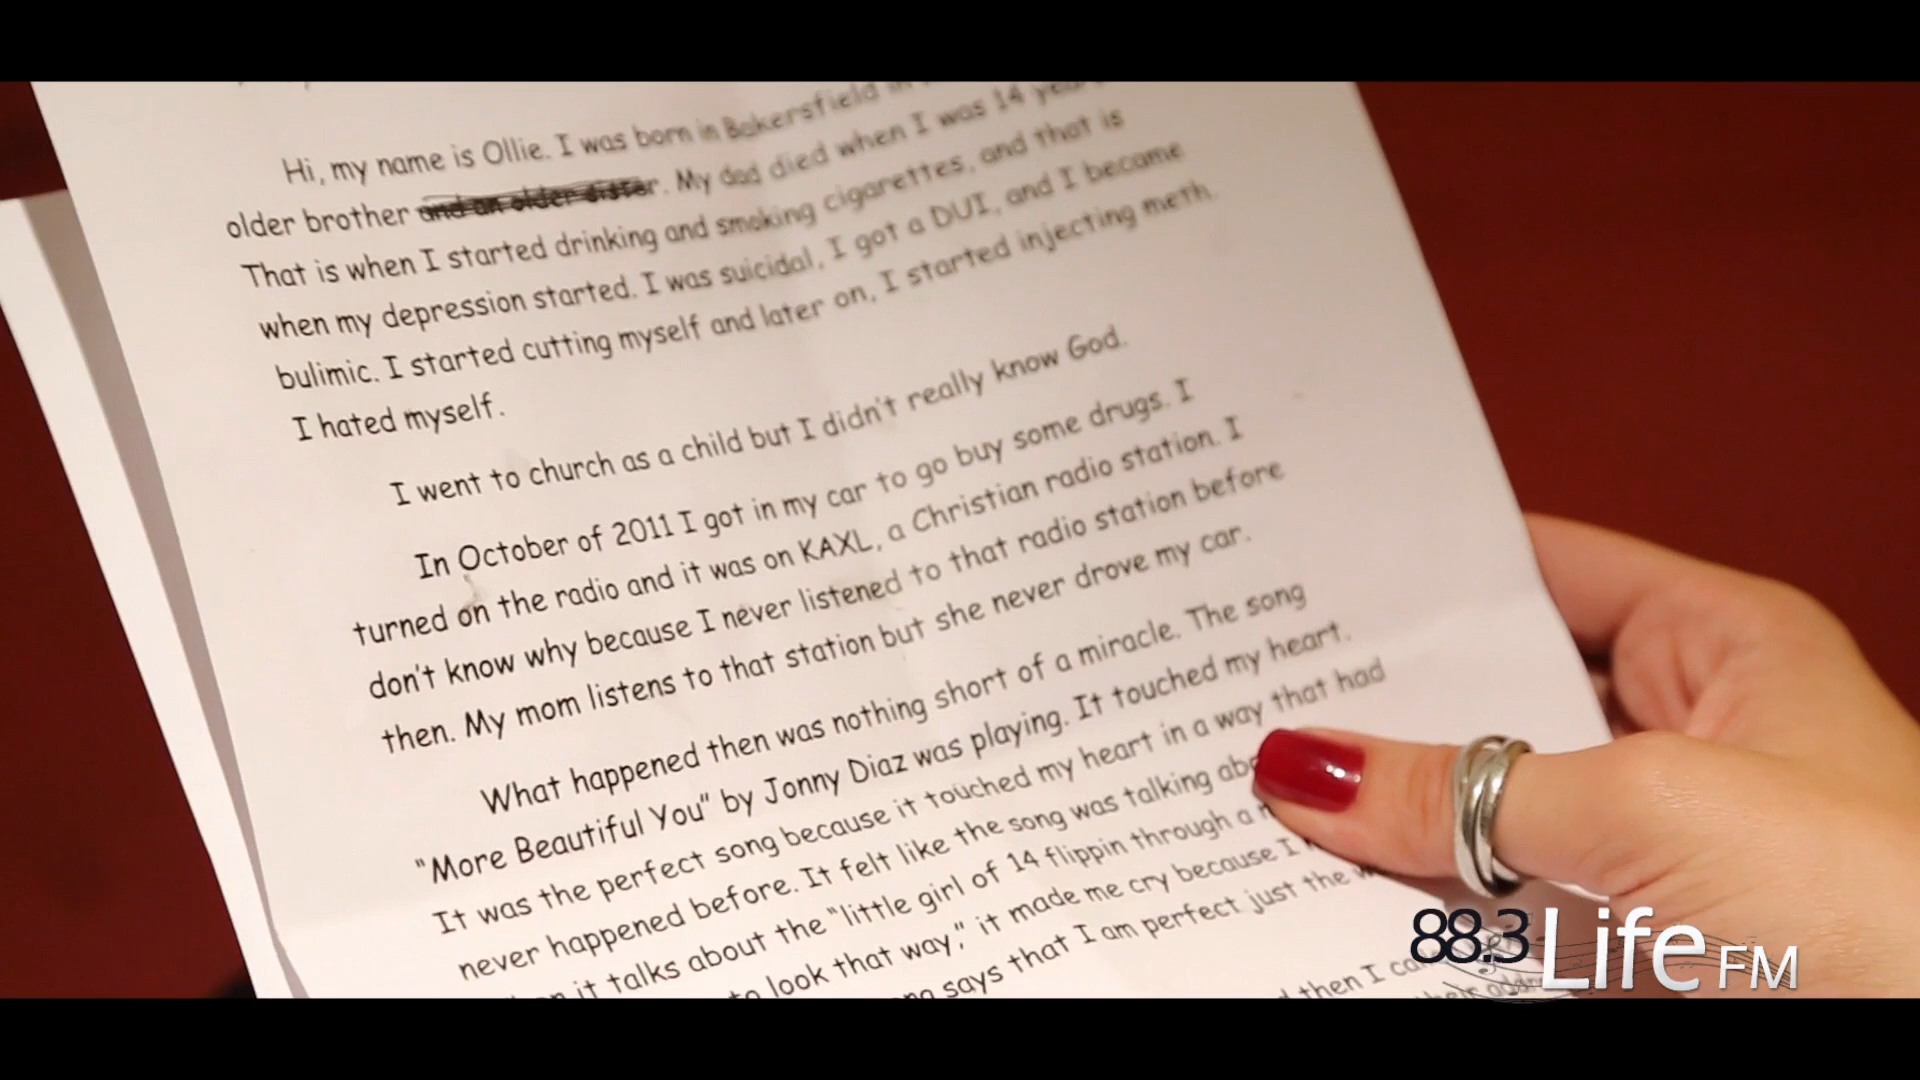 Hi, my name is Ollie. I was born in Bakersfield in
older brother and an older sister. My dad died when I was 14
That is when I started drinking and smoking cigarettes, and that is
when my depression started. I was suicidal, I got a DUI, and I became
bulimic. I started cutting myself and later on, I started injecting meth.
I hated myself.
I went to church as a child but I didn't really know God.
In October of 2011 I got in my car to go buy some drugs. I
turned on the radio and it was on KAXL, a Christian radio station. I
don't know why because I never listened to that radio station before
then. My mom listens to that station but she never drove my car.
What happened then was nothing short of a miracle. The song
"More Beautiful You" by Jonny Diaz was playing. It touched my heart.
It was the perfect song because it touched my heart in a way that had
never happened before. It felt like the song was talking
it talks about the "little girl of 14 flippin through a
look that way," it made me cry because I
says that I am perfect just the
then I
their
88.3 Life FM